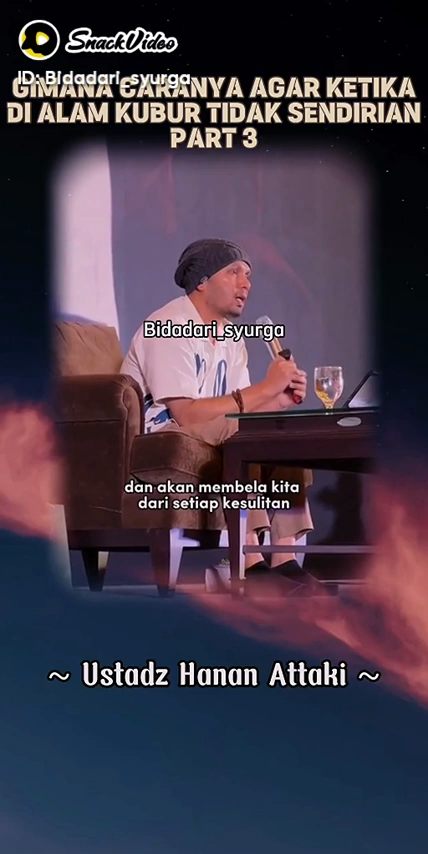 SnackVideo
ID: Bidadari_syurga
GIMANA CARANYA AGAR KETIKA
DI ALAM KUBUR TIDAK SENDIRIAN
PART 3
Bidadari_syurga
dan akan membela kita
dari setiap kesulitan
~ Ustadz Hanan Attaki ~